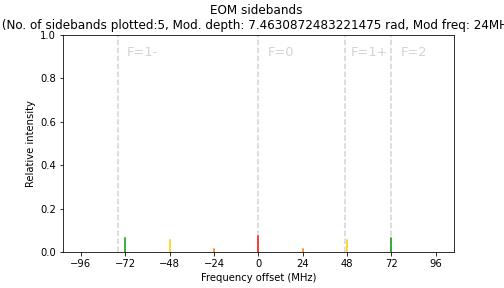 EOM sidebands
(No. of sidebands plotted:5, Mod. depth: 7.4630872483221475 rad, Mod freq: 24MH
F=1-
F=0
F=1+
F=2
Relative intensity
1.0
0.8
0.6
0.4
0.2
0.0
−96
−72
−48
−24
0
24
48
72
96
Frequency offset (MHz)